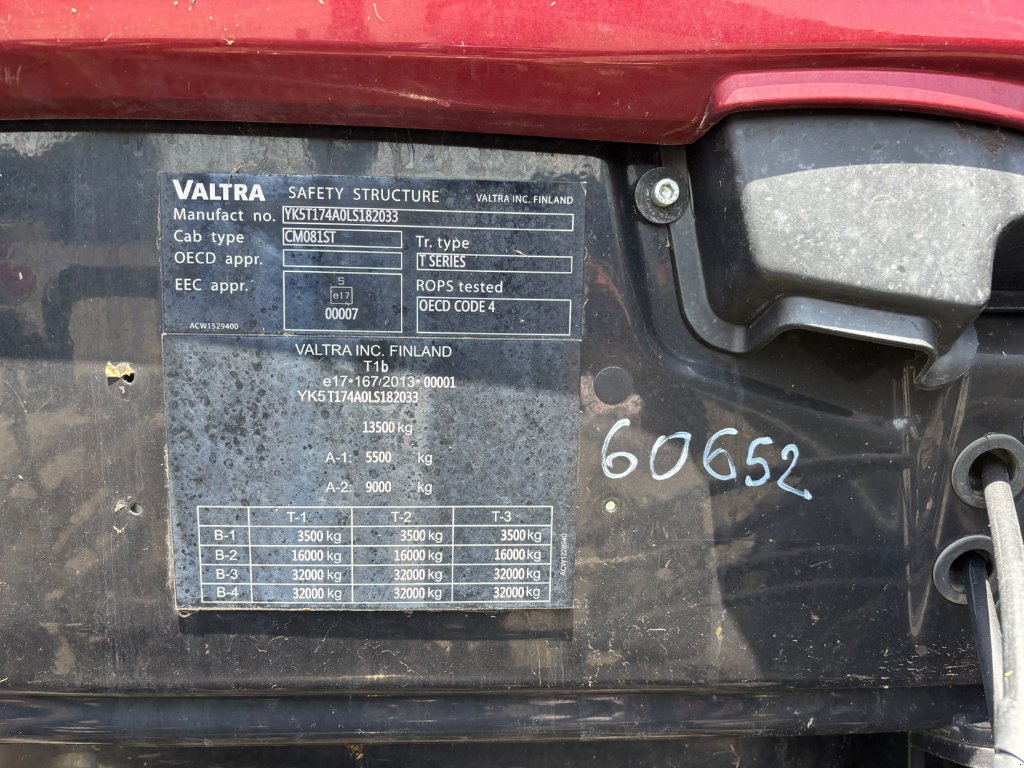 VALTRA SAFETY STRUCTURE VALTRA INC. FINLAND
Manufact no. YK5T174A0LS182033
Cab type CM081ST Tr. type
OECD appr. T SERIES
EEC appr. S ROPS tested
e17 OECD CODE 4
00007
ACW1529400
VALTRA INC. FINLAND
T1b
e17*167/2013*00001
YK5T174A0LS182033
13500 kg
A-1: 5500 kg
A-2: 9000 kg
T-1 T-2 T-3
B-1 3500 kg 3500 kg 3500 kg
B-2 16000 kg 16000 kg 16000 kg
B-3 32000 kg 32000 kg 32000 kg
B-4 32000 kg 32000 kg 32000 kg
60652